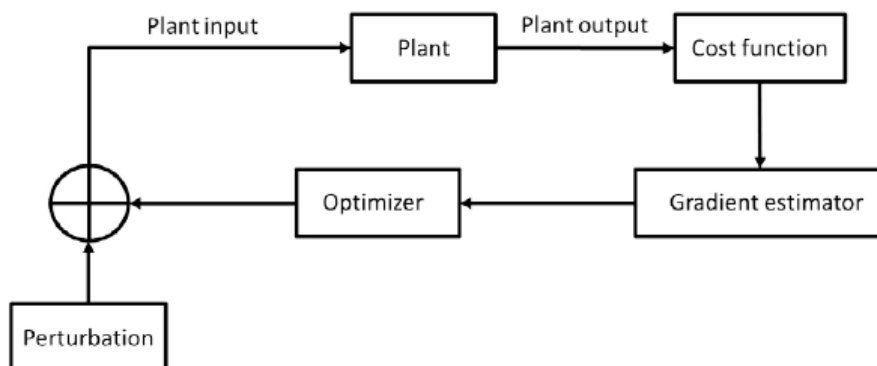 Plant input
Plant
Plant output
Cost function
Optimizer
Gradient estimator
Perturbation